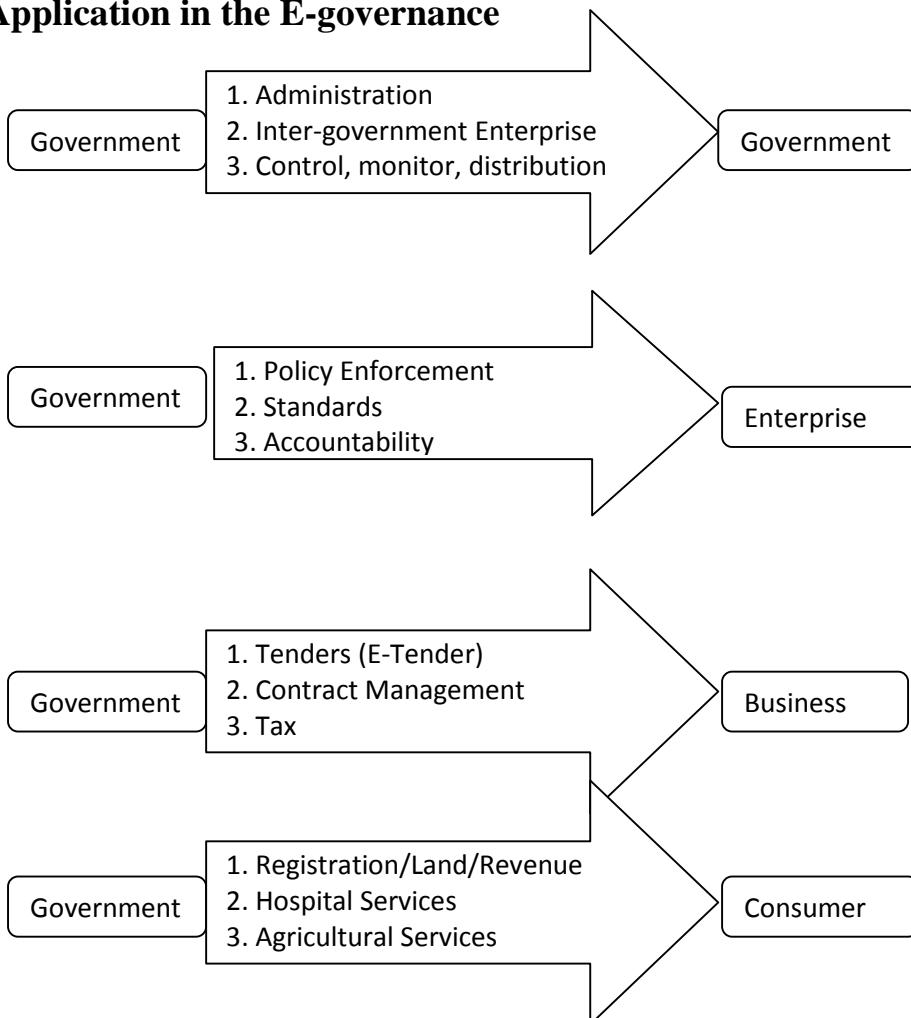 Application in the E-governance
Government
1. Administration
2. Inter-government Enterprise
3. Control, monitor, distribution
Government
Government
1. Policy Enforcement
2. Standards
3. Accountability
Enterprise
Government
1. Tenders (E-Tender)
2. Contract Management
3. Tax
Business
Government
1. Registration/Land/Revenue
2. Hospital Services
3. Agricultural Services
Consumer